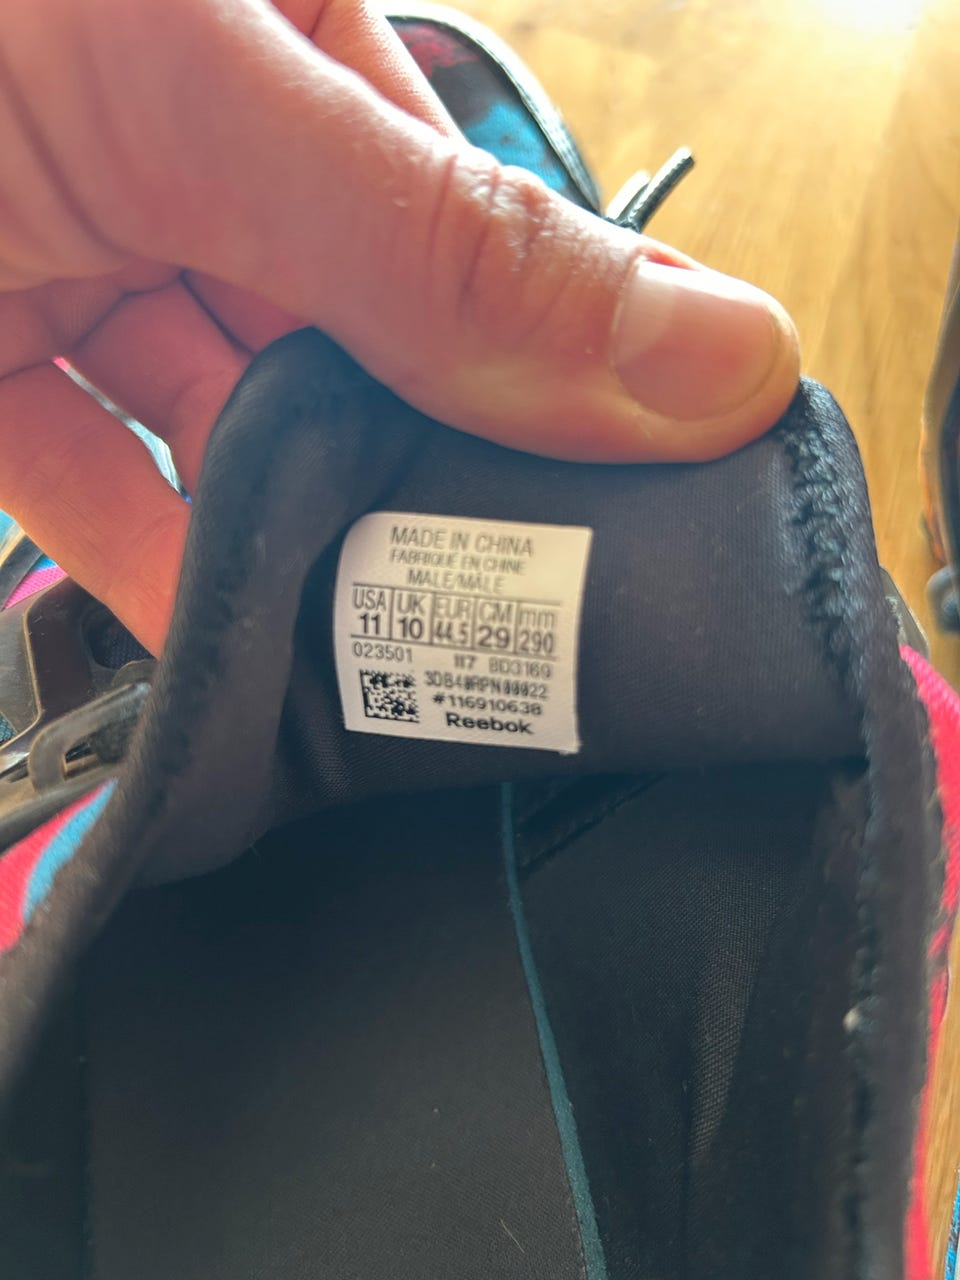 MADE IN CHINA
FABRIQUÉ EN CHINE
MALE/MÂLE
USA UK EUR CM mm
11 10 44.5 29 290
023501 117 BD3169
3DB40RPN00022
#116910638
Reebok